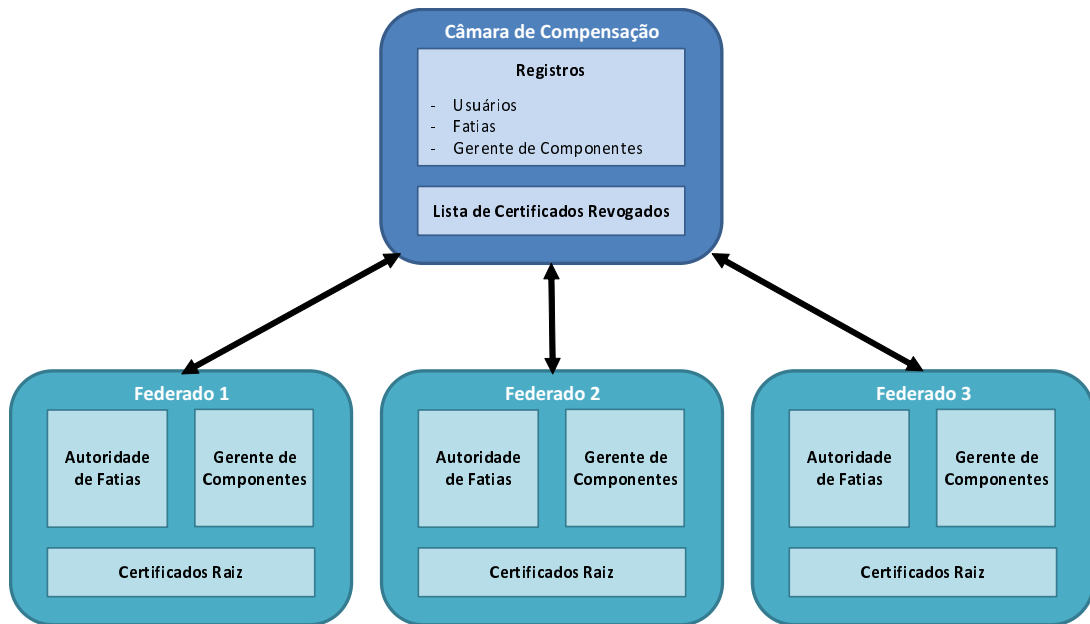 Câmara de Compensação
Registros
- Usuários
- Fatias
- Gerente de Componentes
Lista de Certificados Revogados
Federado 1
Autoridade
de Fatias
Gerente de
Componentes
Certificados Raiz
Federado 2
Autoridade
de Fatias
Gerente de
Componentes
Certificados Raiz
Federado 3
Autoridade
de Fatias
Gerente de
Componentes
Certificados Raiz